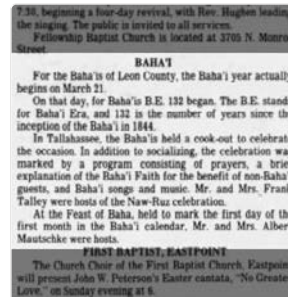 7:30, beginning a four-day revival, with Rev. Hughen leading
the singing. The public is invited to all services.
Fellowship Baptist Church is located at 3705 N. Monroe
Street.
BAHA'I
For the Baha'is of Leon County, the Baha'i year actually
begins on March 21.
On that day, for Baha'is B.E. 132 began. The B.E. stands
for Baha'i Era, and 132 is the number of years since the
inception of the Baha'i in 1844.
In Tallahassee, the Baha'is held a cook-out to celebrate
the occasion. In addition to socializing, the celebration was
marked by a program consisting of prayers, a brief
explanation of the Baha'i Faith for the benefit of non-Baha'i
guests, and Baha'i songs and music. Mr. and Mrs. Frank
Talley were hosts of the Naw-Ruz celebration.
At the Feast of Baha, held to mark the first day of the
first month in the Baha'i calendar, Mr. and Mrs. Albert
Mautschke were hosts.
FIRST BAPTIST, EASTPOINT
The Church Choir of the First Baptist Church, Eastpoint
will present John W. Peterson's Easter cantata, "No Greater
Love," on Sunday evening at 6.